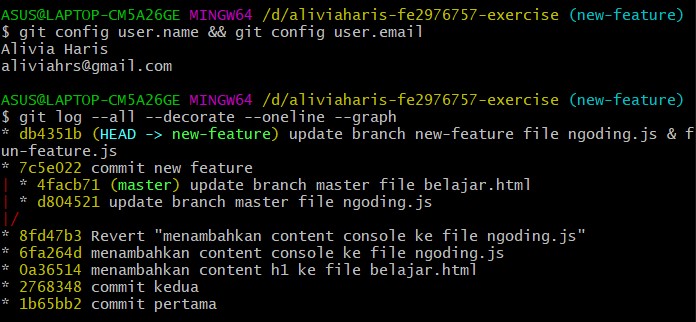 ASUS@LAPTOP-CM5A26GE MINGW64 /d/aliviaharis-fe2976757-exercise (new-feature)
$ git config user.name && git config user.email
Alivia Haris
aliviahrs@gmail.com

ASUS@LAPTOP-CM5A26GE MINGW64 /d/aliviaharis-fe2976757-exercise (new-feature)
$ git log --all --decorate --oneline --graph
* db4351b (HEAD -> new-feature) update branch new-feature file ngoding.js & f
un-feature.js
* 7c5e022 commit new feature
| * 4facb71 (master) update branch master file belajar.html
| * d804521 update branch master file ngoding.js
|/
* 8fd47b3 Revert "menambahkan content console ke file ngoding.js"
* 6fa264d menambahkan content console ke file ngoding.js
* 0a36514 menambahkan content h1 ke file belajar.html
* 2768348 commit kedua
* 1b65bb2 commit pertama